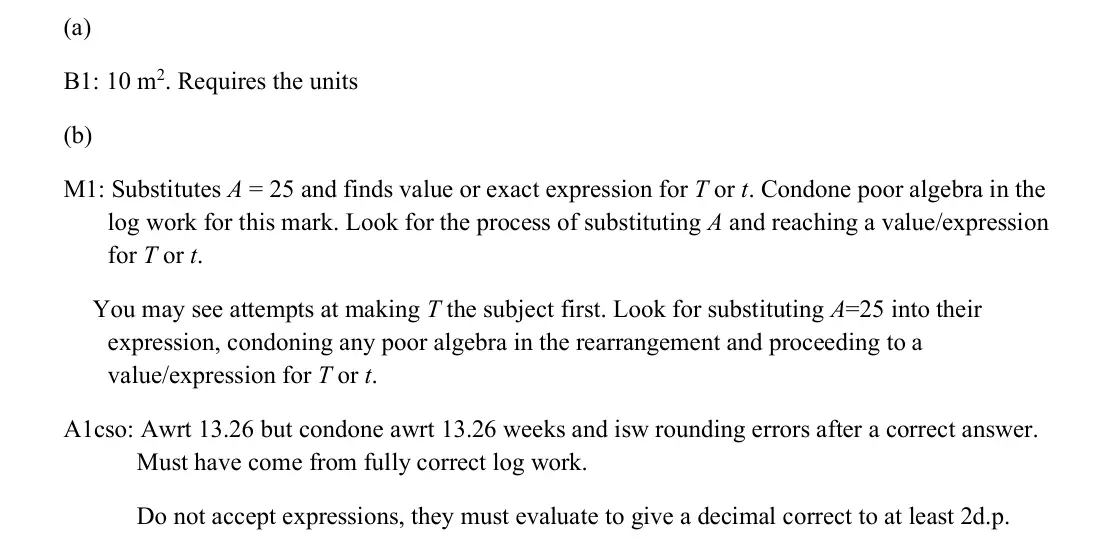 (a)
B1: 10 m². Requires the units
(b)
M1: Substitutes A = 25 and finds value or exact expression for T or t. Condone poor algebra in the
log work for this mark. Look for the process of substituting A and reaching a value/expression
for T or t.
You may see attempts at making T the subject first. Look for substituting A=25 into their
expression, condoning any poor algebra in the rearrangement and proceeding to a
value/expression for T or t.
A1cso: Awrt 13.26 but condone awrt 13.26 weeks and isw rounding errors after a correct answer.
Must have come from fully correct log work.
Do not accept expressions, they must evaluate to give a decimal correct to at least 2d.p.